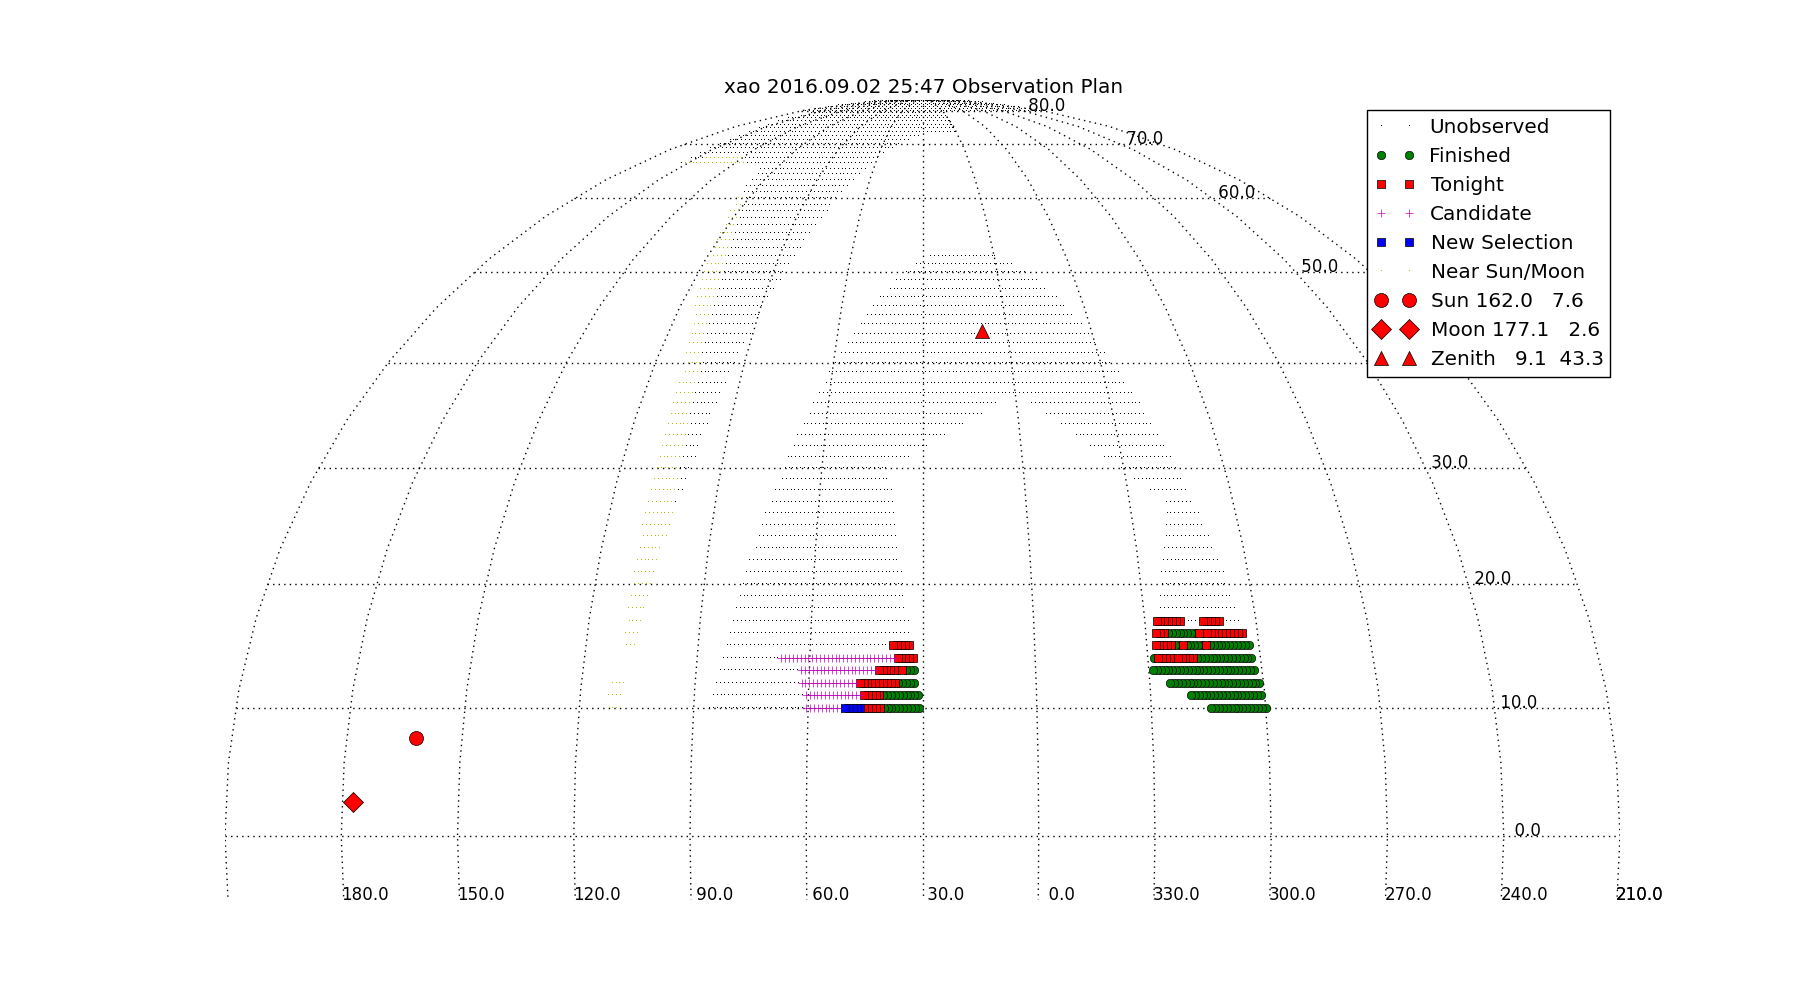 xao 2016.09.02 25:47 Observation Plan
80.0
70.0
60.0
50.0
30.0
20.0
10.0
0.0
Unobserved
Finished
Tonight
Candidate
New Selection
Near Sun/Moon
Sun 162.0   7.6
Moon 177.1   2.6
Zenith   9.1  43.3
180.0 150.0 120.0 90.0 60.0 30.0 0.0 330.0 300.0 270.0 240.0